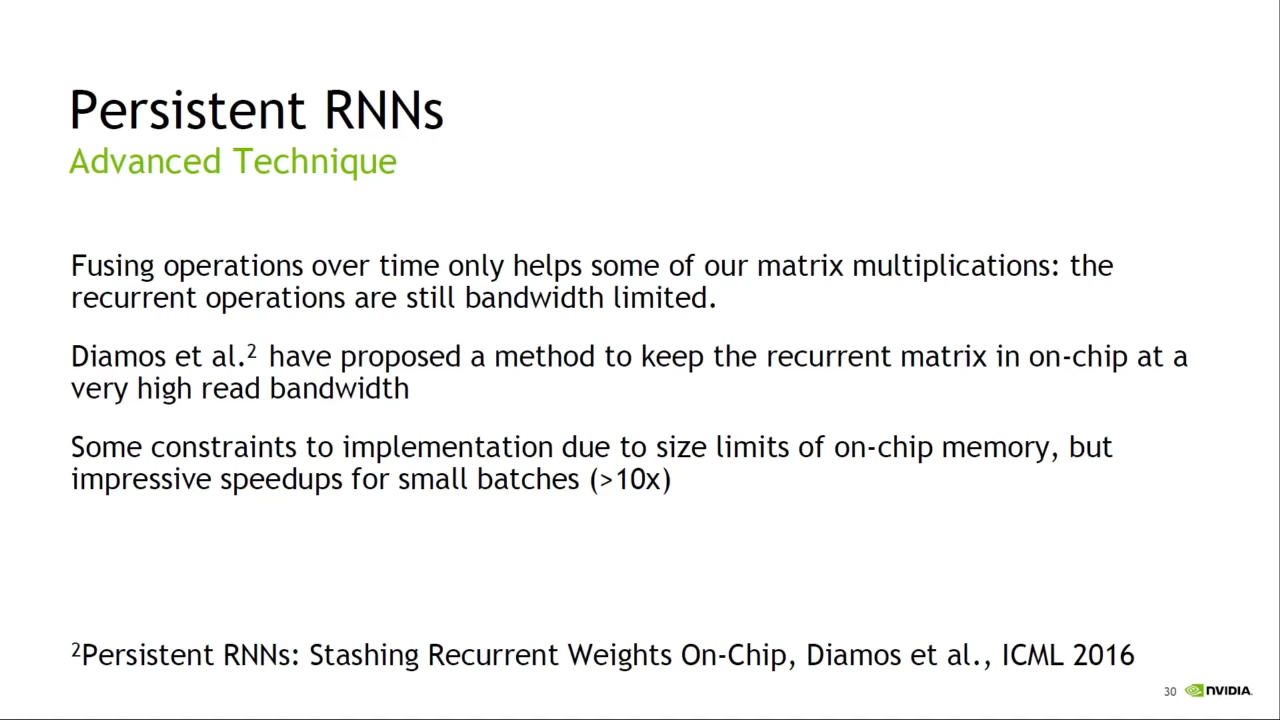 Persistent RNNs
Advanced Technique
Fusing operations over time only helps some of our matrix multiplications: the
recurrent operations are still bandwidth limited.
Diamos et al.² have proposed a method to keep the recurrent matrix in on-chip at a
very high read bandwidth
Some constraints to implementation due to size limits of on-chip memory, but
impressive speedups for small batches (>10x)
²Persistent RNNs: Stashing Recurrent Weights On-Chip, Diamos et al., ICML 2016
30 NVIDIA.